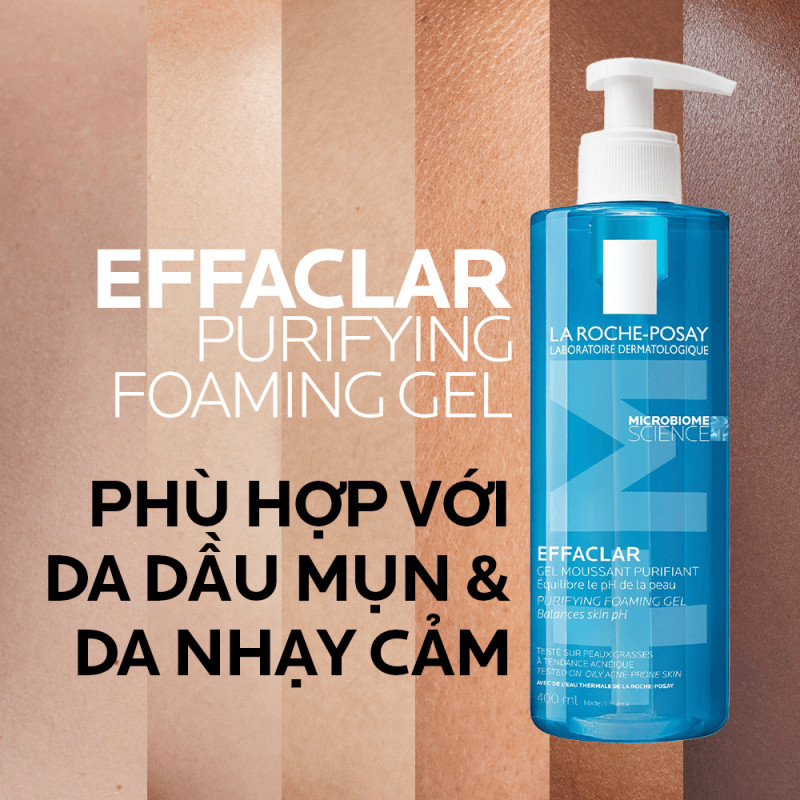 EFFACLAR
PURIFYING
FOAMING GEL
PHÙ HỢP VỚI
DA DẦU MỤN &
DA NHẠY CẢM
LA ROCHE-POSAY
LABORATOIRE DERMATOLOGIQUE
MICROBIOME
SCIENCE
EFFACLAR
GEL MOUSSANT PURIFIANT
Équilibre le pH de la peau
PURIFYING FOAMING GEL
Balances skin pH
TESTÉ SUR PEAUX GRASSES
À TENDANCE ACNÉIQUE
TESTED ON OILY ACNE-PRONE SKIN
AVEC DE L'EAU THERMALE DE LA ROCHE-POSAY
400 ml Made in France